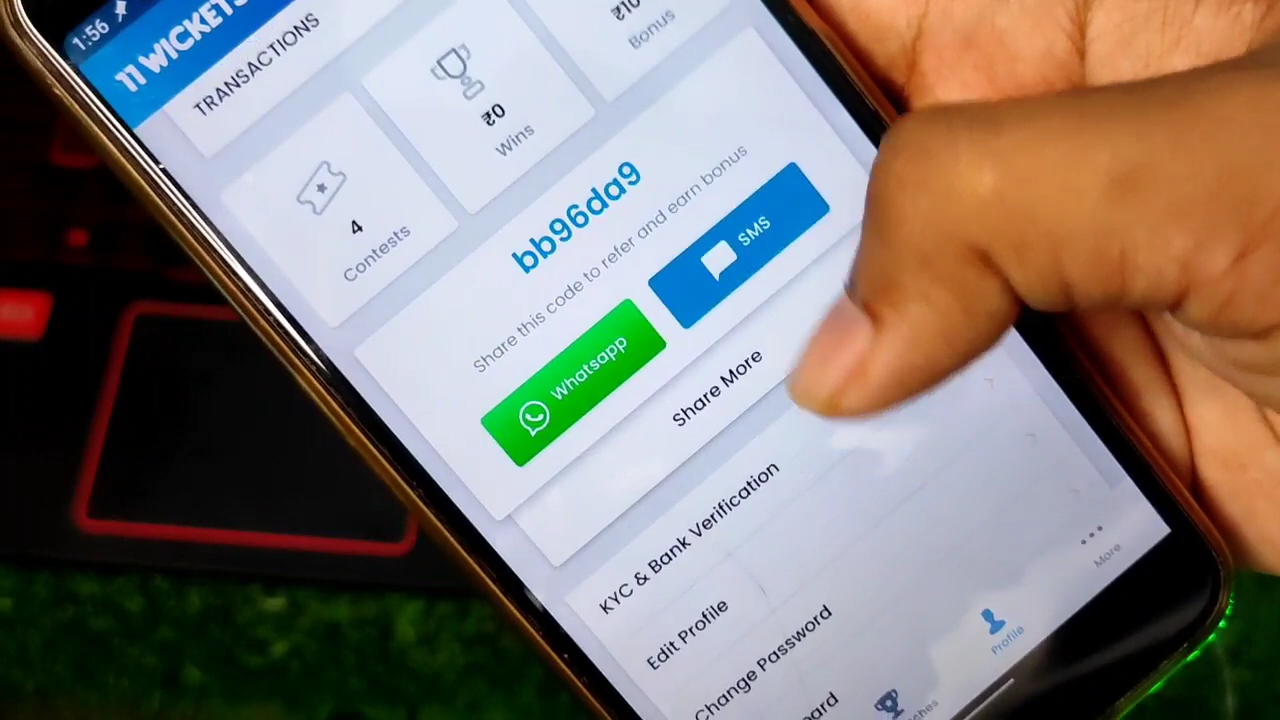 1:56
11 WICKETS
TRANSACTIONS
4
Contests
₹0
Wins
Bonus
bb96da9
Share this code to refer and earn bonus
Whatsapp
SMS
Share More
KYC & Bank Verification
Edit Profile
Change Password
Profile
More